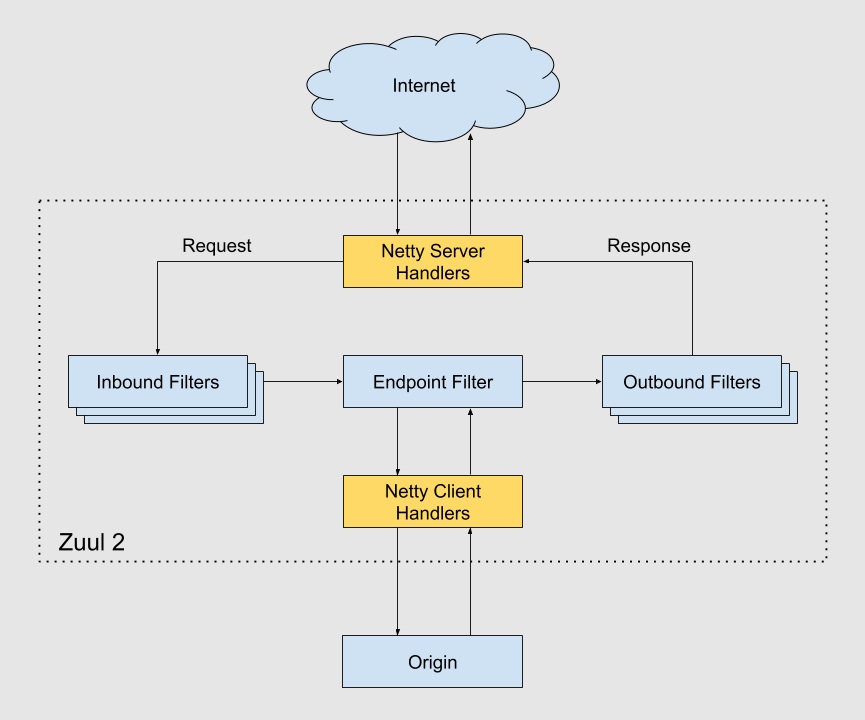 Internet
Request
Netty Server
Handlers
Response
Inbound Filters
Endpoint Filter
Outbound Filters
Netty Client
Handlers
Zuul 2
Origin